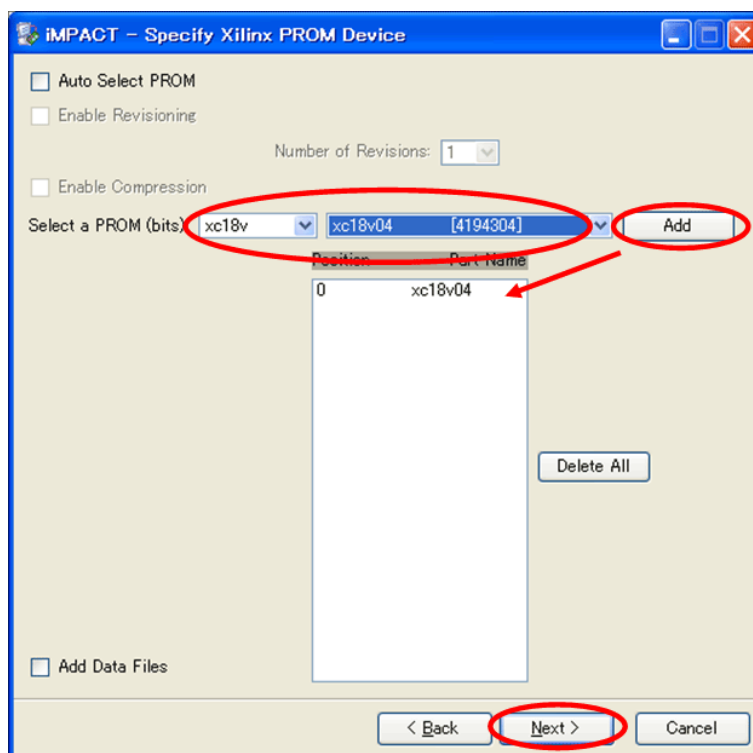 iMPACT - Specify Xilinx PROM Device
Auto Select PROM
Enable Revisioning
Number of Revisions: 1
Enable Compression
Select a PROM (bits) xc18v xc18v04 [4194304] Add
Position Part Name
0 xc18v04
Delete All
Add Data Files
< Back Next > Cancel